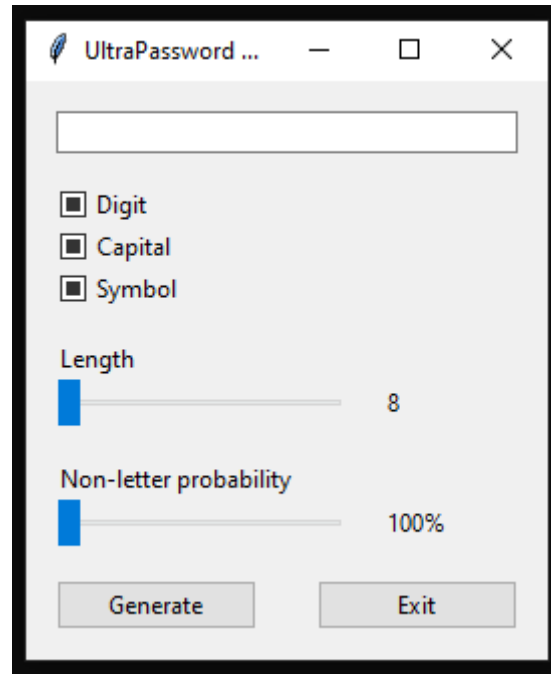 UltraPassword ...
Digit
Capital
Symbol
Length
8
Non-letter probability
100%
Generate Exit